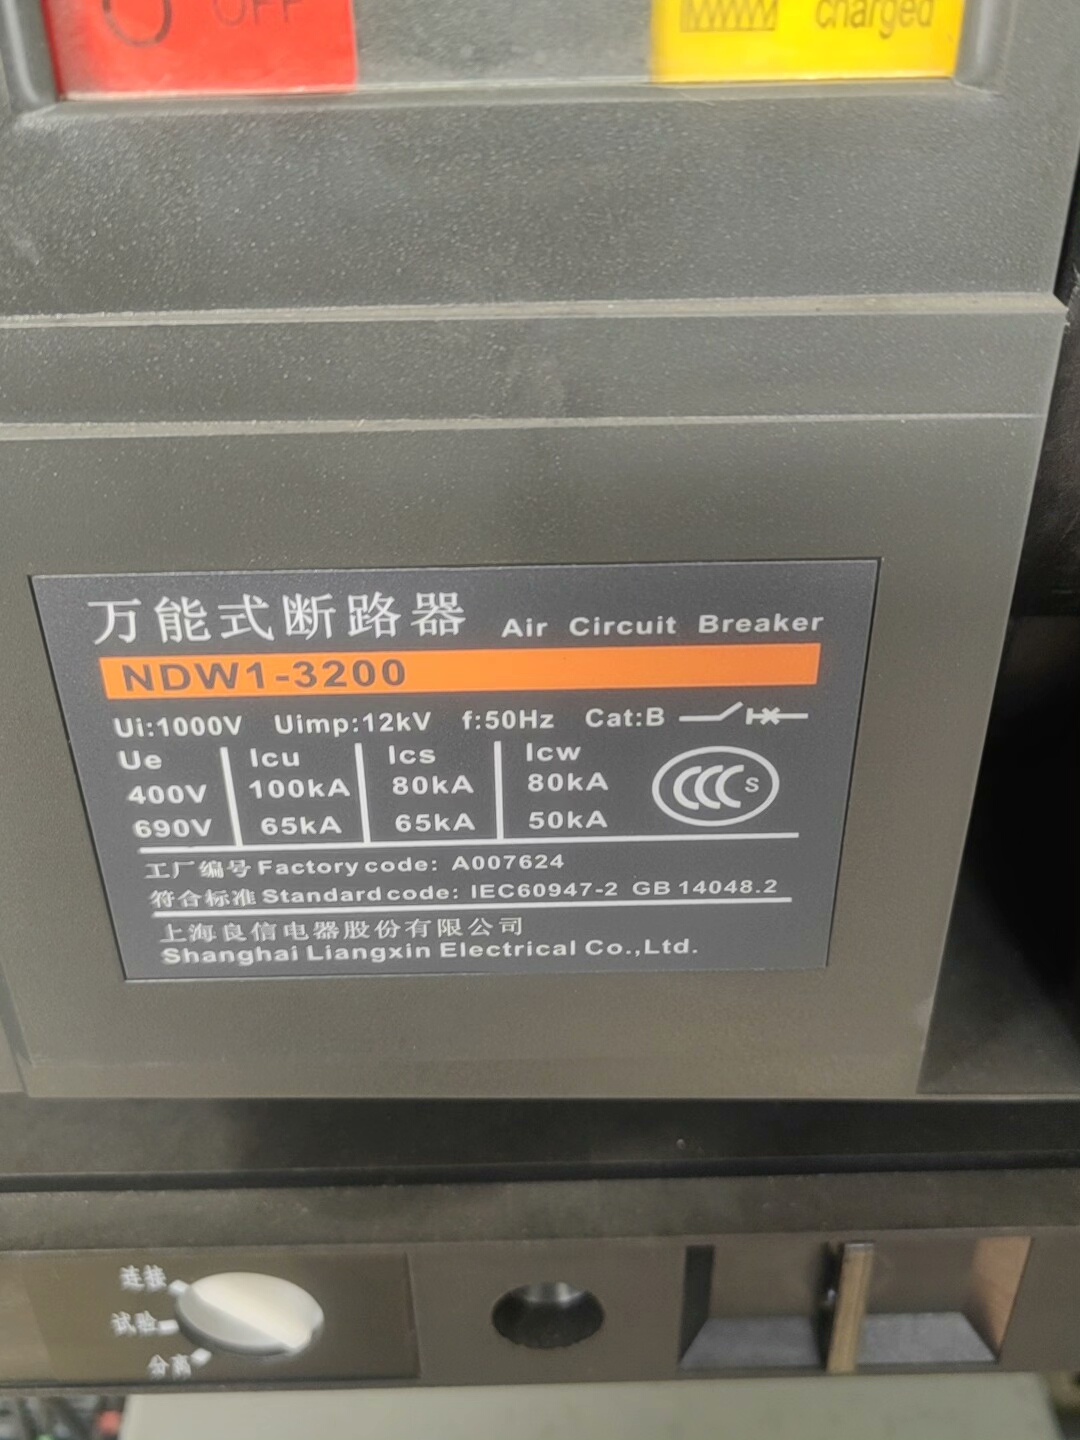 OFF
charged
万能式断路器 Air Circuit Breaker
NDW1-3200
Ui:1000V Uimp:12kV f:50Hz Cat:B
Ue Icu Ics Icw
400V 100kA 80kA 80kA
690V 65kA 65kA 50kA
CCC S
工厂编号 Factory code: A007624
符合标准 Standard code: IEC60947-2 GB 14048.2
上海良信电器股份有限公司
Shanghai Liangxin Electrical Co.,Ltd.
连接
试验
分离